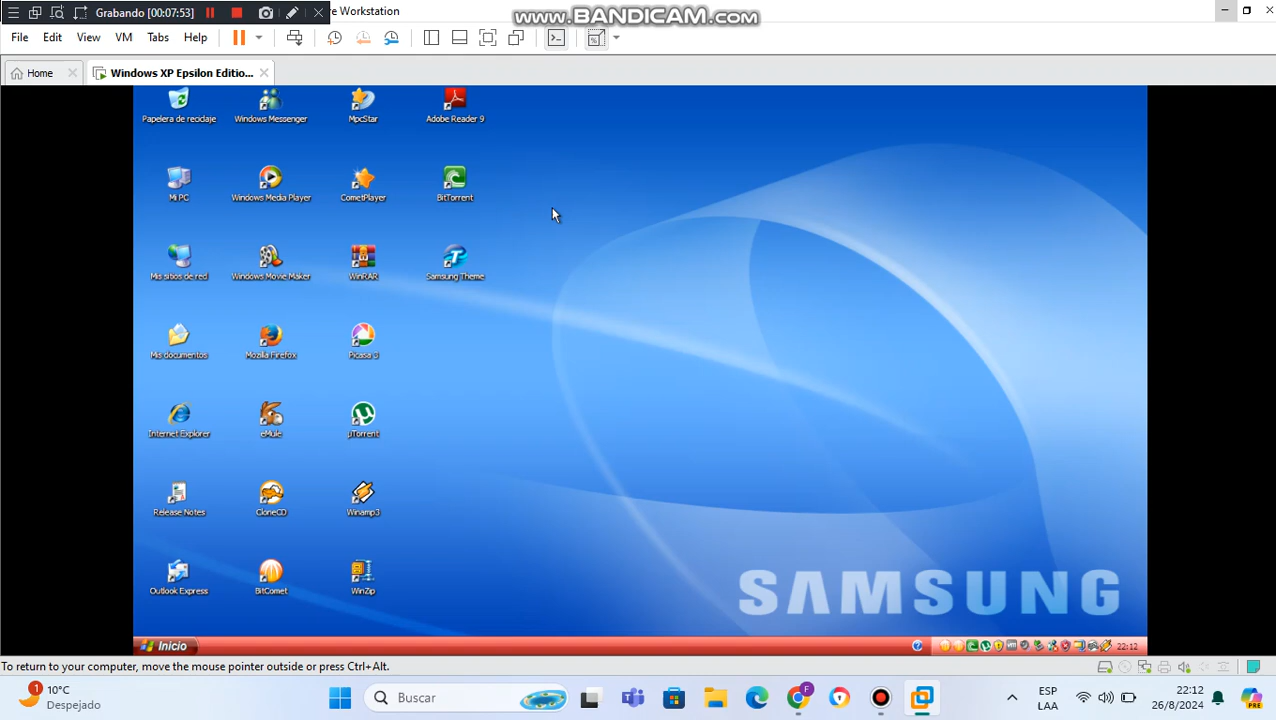 Grabando [00:07:53]
re Workstation
www.BANDICAM.com
File Edit View VM Tabs Help
Home
Windows XP Epsilon Editio...
Papelera de reciclaje
Windows Messenger
MpcStar
Adobe Reader 9
Mi PC
Windows Media Player
CometPlayer
BitTorrent
Mis sitios de red
Windows Movie Maker
WinRAR
Samsung Theme
Mis documentos
Mozilla Firefox
Picasa 3
Internet Explorer
eMule
µTorrent
Release Notes
CloneCD
Winamp3
Outlook Express
BitComet
WinZip
SAMSUNG
Inicio
22:12
To return to your computer, move the mouse pointer outside or press Ctrl+Alt.
1
10°C
Despejado
Buscar
F
ESP
LAA
22:12
26/8/2024
PRE